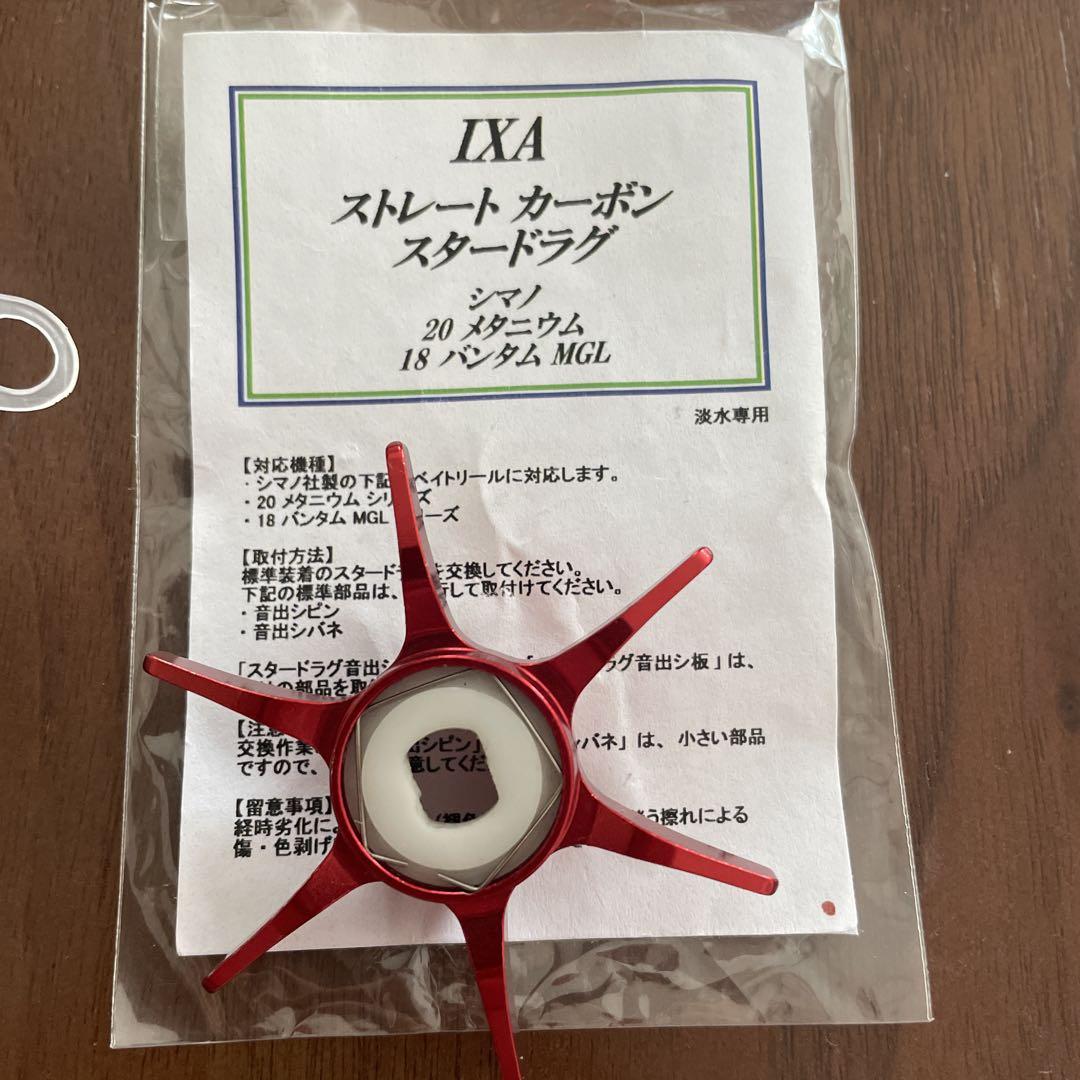 IXA
ストレート カーボン
スタードラグ
シマノ
20 メタニウム
18 バンタム MGL
淡水専用
【対応機種】
・シマノ社製の下記 ベイトリールに対応します。
・20 メタニウム シリ ズ
・18 バンタム MGL ーズ
【取付方法】
標準装着のスタード を交換してください。
下記の標準部品は、 して取付けてください。
・音出シピン
・音出シバネ
「スタードラグ音出シ ラグ音出シ板」は、
の部品を取
【注意
交換作業 出シピン」 バネ」は、小さい部品
ですので、 意してくだ
【留意事項】
経時劣化に う擦れによる
傷・色剥げ